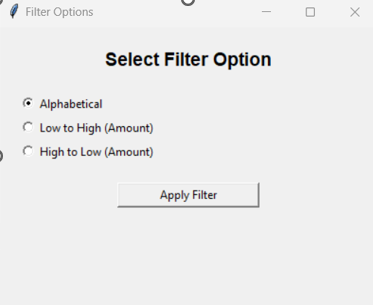 Filter Options
Select Filter Option
Alphabetical
Low to High (Amount)
High to Low (Amount)
Apply Filter